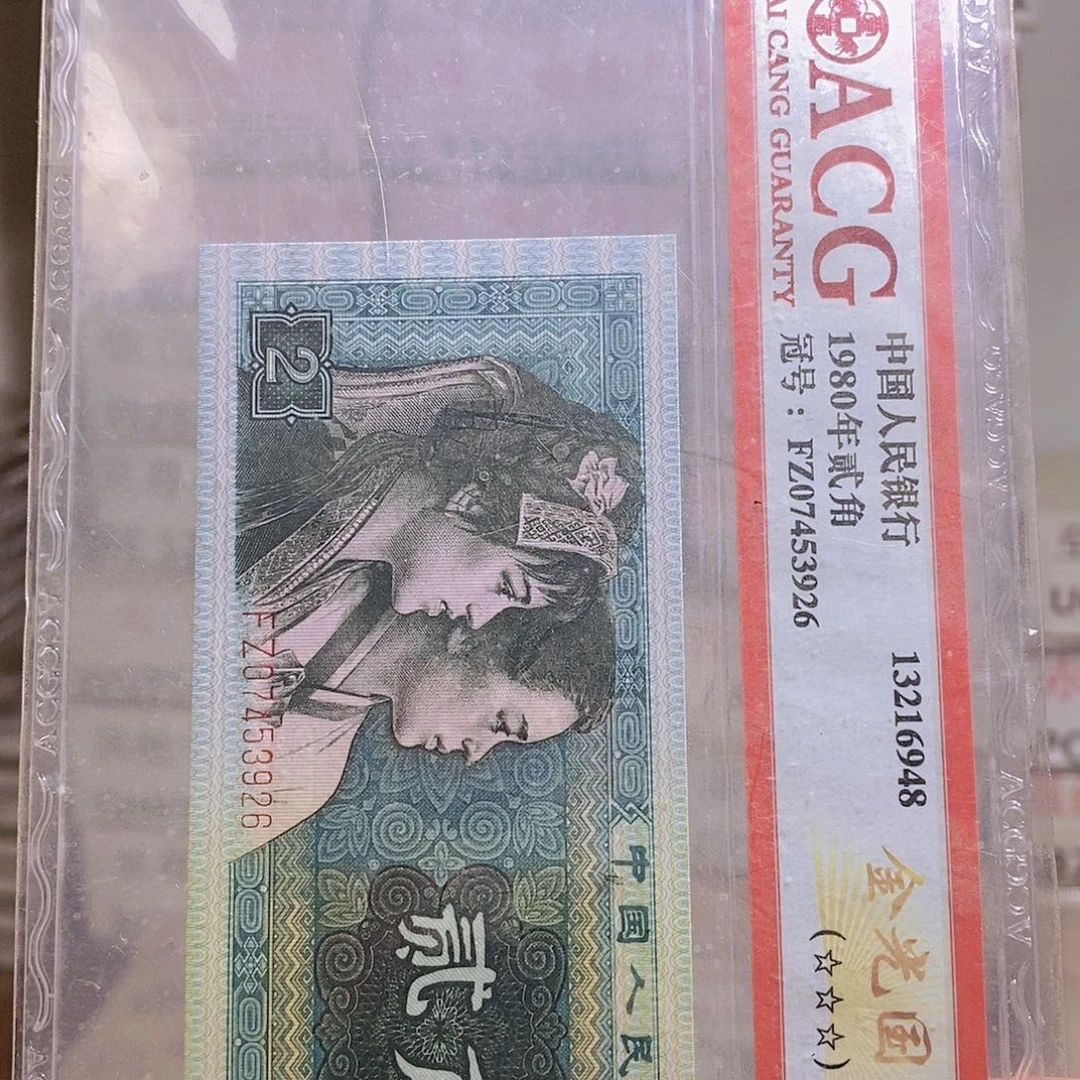 ACG
AI CANG GUARANTY
中国人民银行
1980年贰角
冠号：FZ07453926
13216948
金光国
(☆☆☆)
2
中国人民
贰
FZ07453926